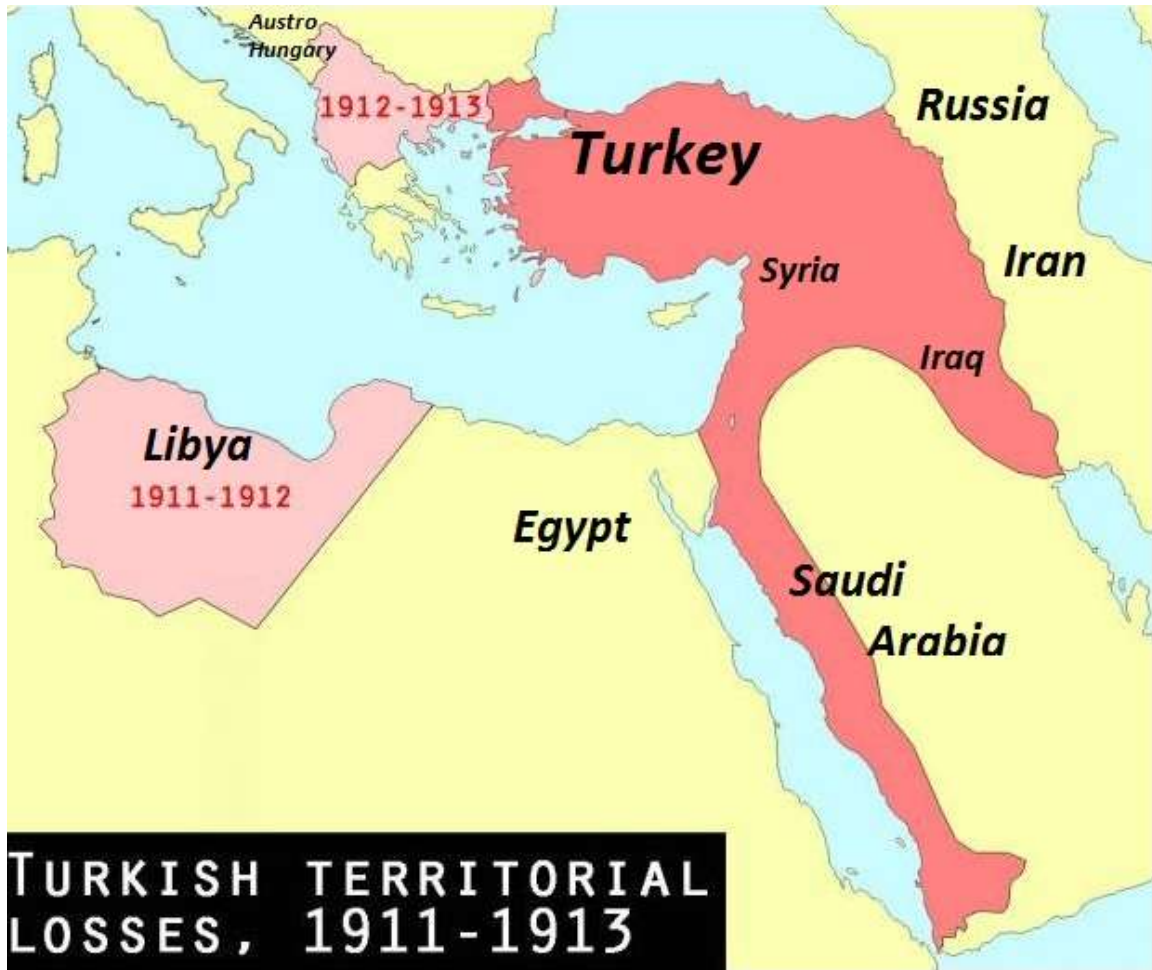 Austro
Hungary
1912-1913
Turkey
Russia
Iran
Syria
Iraq
Libya
1911-1912
Egypt
Saudi
Arabia
TURKISH TERRITORIAL
LOSSES, 1911-1913